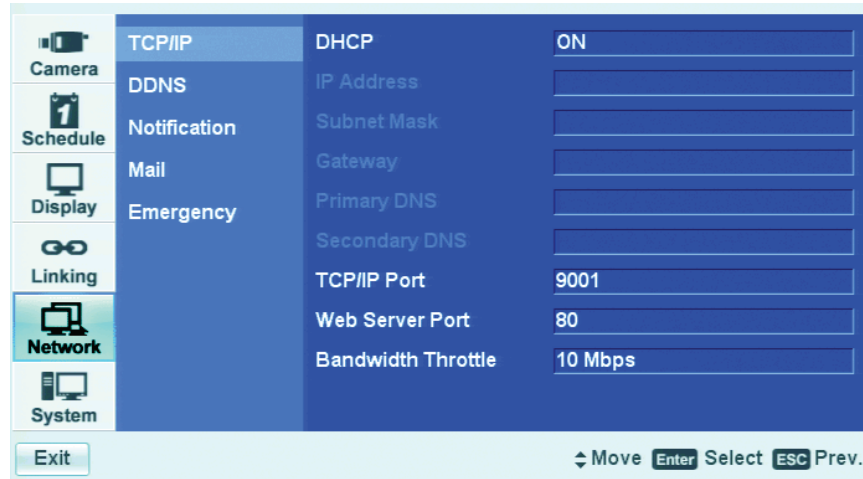 Camera
1
Schedule
Display
Linking
Network
System
TCP/IP
DDNS
Notification
Mail
Emergency
DHCP ON
IP Address
Subnet Mask
Gateway
Primary DNS
Secondary DNS
TCP/IP Port 9001
Web Server Port 80
Bandwidth Throttle 10 Mbps
Exit
Move Enter Select ESC Prev.